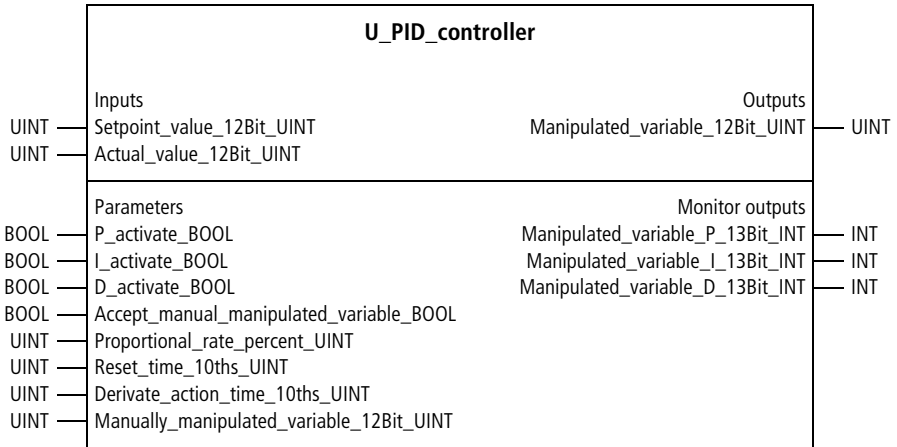 U_PID_controller
Inputs Outputs
UINT Setpoint_value_12Bit_UINT Manipulated_variable_12Bit_UINT UINT
UINT Actual_value_12Bit_UINT
Parameters Monitor outputs
BOOL P_activate_BOOL Manipulated_variable_P_13Bit_INT INT
BOOL I_activate_BOOL Manipulated_variable_I_13Bit_INT INT
BOOL D_activate_BOOL Manipulated_variable_D_13Bit_INT INT
BOOL Accept_manual_manipulated_variable_BOOL
UINT Proportional_rate_percent_UINT
UINT Reset_time_10ths_UINT
UINT Derivate_action_time_10ths_UINT
UINT Manually_manipulated_variable_12Bit_UINT